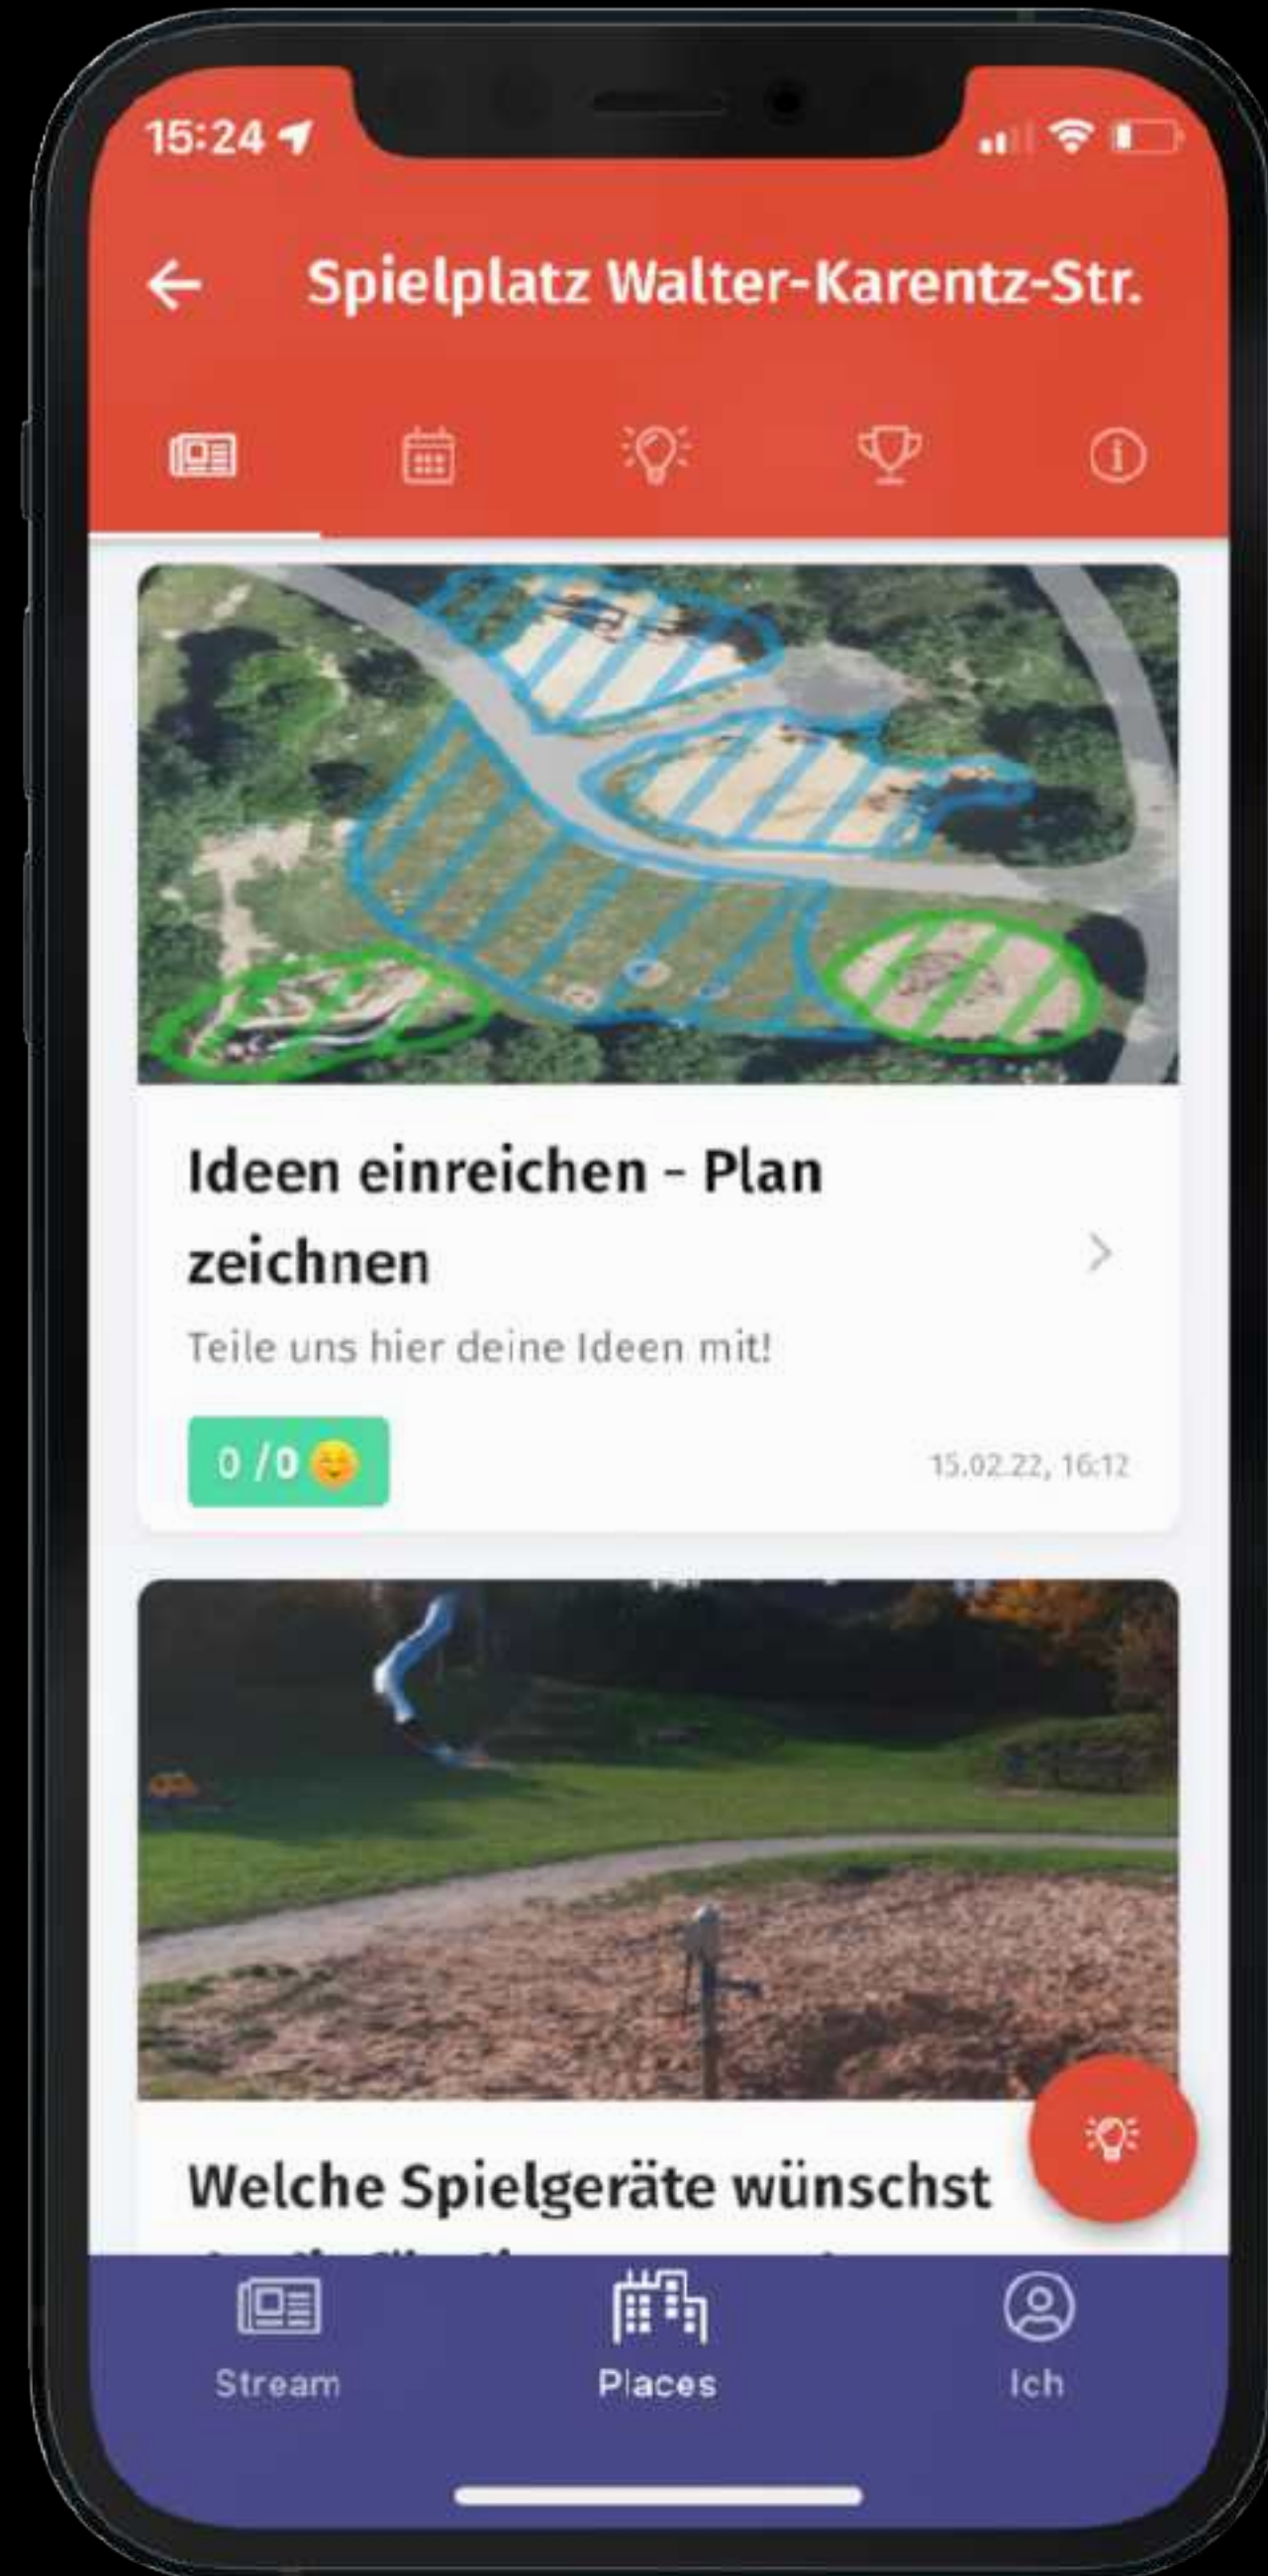 15:24
Spielplatz Walter-Karentz-Str.
Ideen einreichen - Plan
zeichnen
Teile uns hier deine Ideen mit!
0 /0
15.02.22, 16:12
Welche Spielgeräte wünschst
Stream
Places
Ich